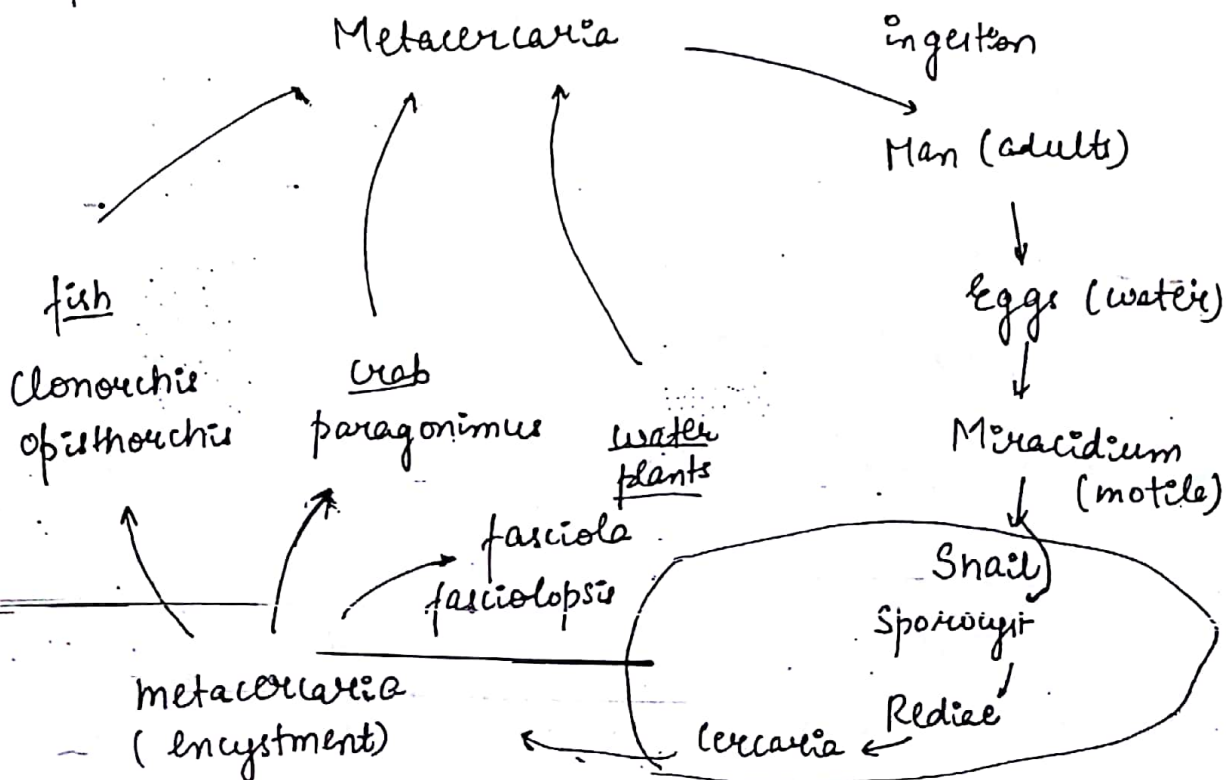 Metacercaria
ingestion
Man (adults)
Eggs (water)
Miracidium
(motile)
Snail
Sporocyst
Rediae
Cercaria
metacercaria
(encystment)
fish
Clonorchis
opisthorchis
crab
paragonimus
water
plants
fasciola
fasciolopsis